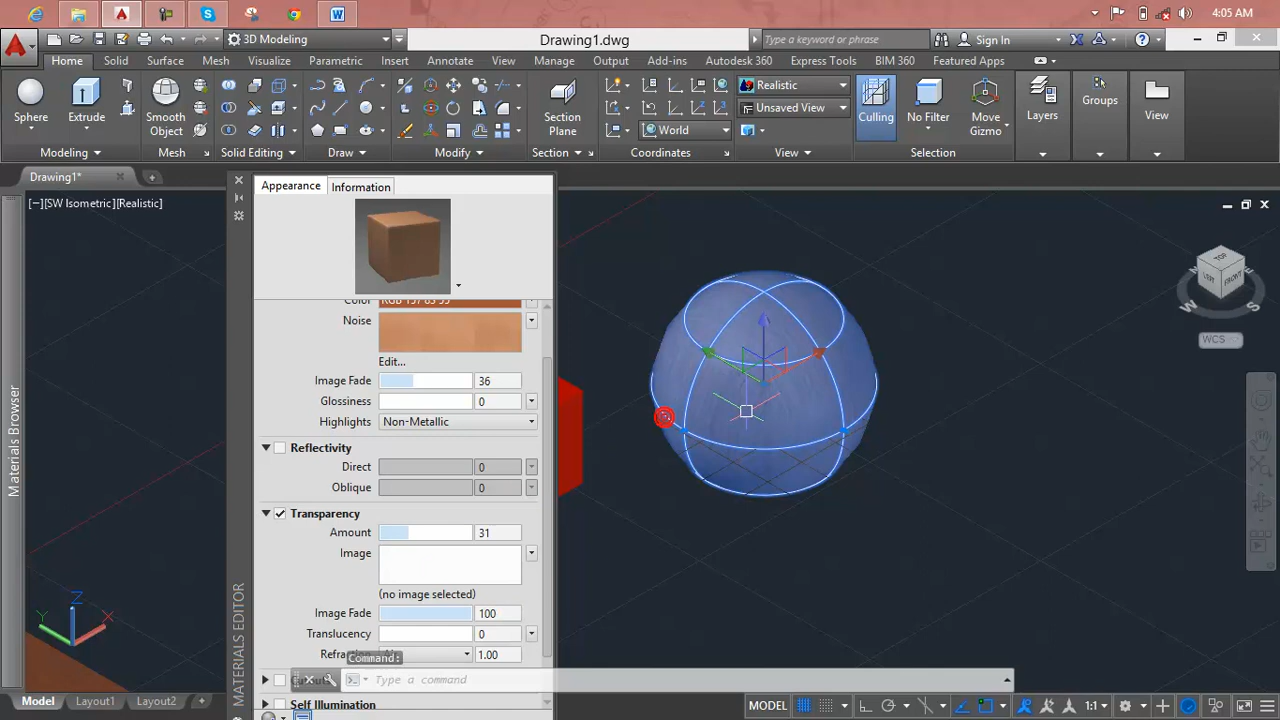 4:05 AM
3D Modeling
Drawing1.dwg
Type a keyword or phrase
Sign In
Home Solid Surface Mesh Visualize Parametric Insert Annotate View Manage Output Add-ins Autodesk 360 Express Tools BIM 360 Featured Apps
Realistic
Unsaved View
World
Sphere
Extrude
Smooth
Object
Section
Plane
Culling
No Filter
Move
Gizmo
Layers
Groups
View
Modeling
Mesh
Solid Editing
Draw
Modify
Section
Coordinates
View
Selection
Drawing1*
[−][SW Isometric][Realistic]
Appearance
Information
Color
Noise
Edit...
Image Fade 36
Glossiness 0
Highlights Non-Metallic
Reflectivity
Direct 0
Oblique 0
Transparency
Amount 31
Image
(no image selected)
Image Fade 100
Translucency 0
1.00
Command:
Type a command
Self Illumination
Materials Browser
MATERIALS EDITOR
TOP
LEFT
FRONT
W
S
WCS
Z
Y
X
Model
Layout1
Layout2
MODEL
1:1